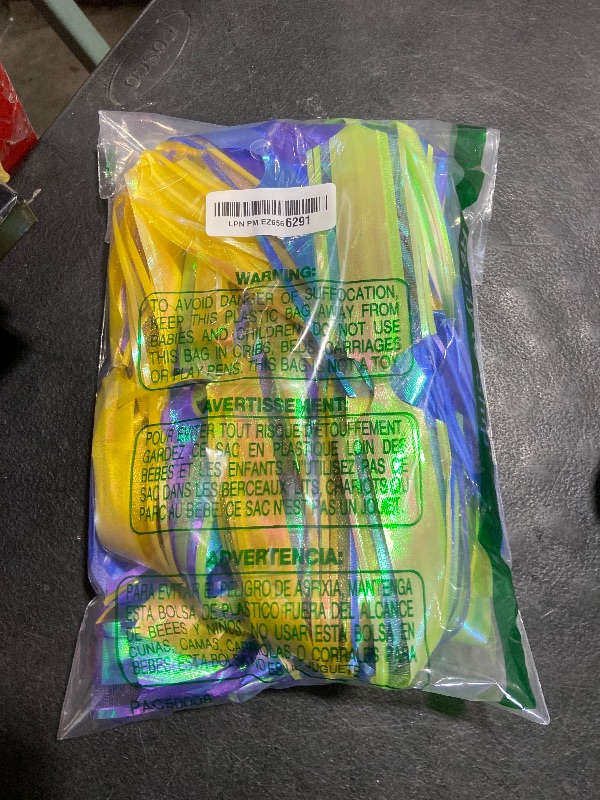 LPN PM EZ656 6291
WARNING:
TO AVOID DANGER OF SUFFOCATION,
KEEP THIS PLASTIC BAG AWAY FROM
BABIES AND CHILDREN. DO NOT USE
THIS BAG IN CRIBS, BEDS, CARRIAGES
OR PLAY PENS. THIS BAG IS NOT A TOY.
AVERTISSEMENT:
POUR ÉVITER TOUT RISQUE D'ÉTOUFFEMENT,
GARDEZ CE SAC EN PLASTIQUE LOIN DES
BÉBÉS ET LES ENFANTS. N'UTILISEZ PAS CE
SAC DANS LES BERCEAUX, LITS, CHARIOTS OU
PARC AU BÉBÉ. CE SAC N'EST PAS UN JOUET.
ADVERTENCIA:
PARA EVITAR EL PELIGRO DE ASFIXIA, MANTENGA
ESTA BOLSA DE PLASTICO FUERA DEL ALCANCE
DE BEBES Y NINOS. NO USAR ESTA BOLSA EN
CUNAS, CAMAS, CARRIOLAS O CORRALES PARA
BEBES. ESTA BOLSA NO ES UN JUGUETE